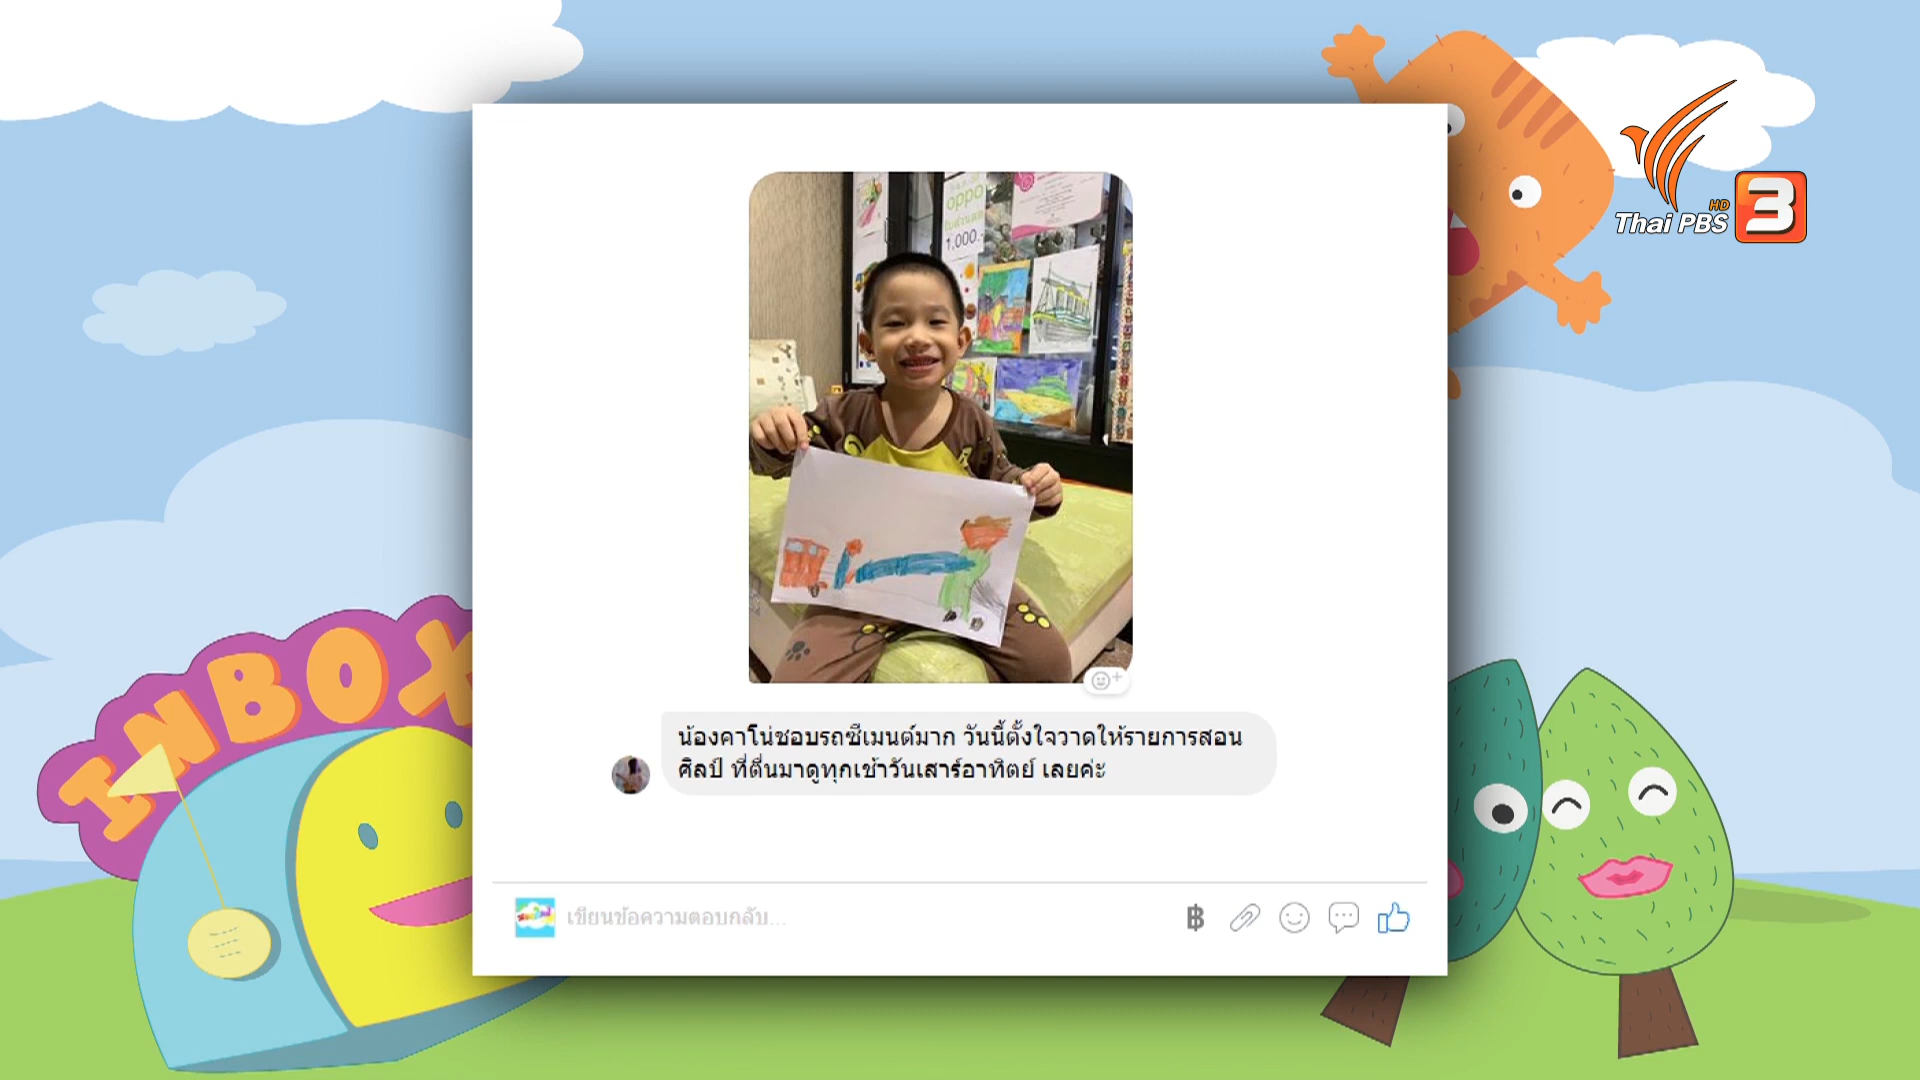 HD
Thai PBS 3
oppo
1,000.-
INBOX
น้องคาโน่ชอบรถซีเมนต์มาก วันนี้ตั้งใจวาดให้รายการสอน
ศิลป์ ที่ตื่นมาดูทุกเช้าวันเสาร์อาทิตย์ เลยค่ะ
เขียนข้อความตอบกลับ...